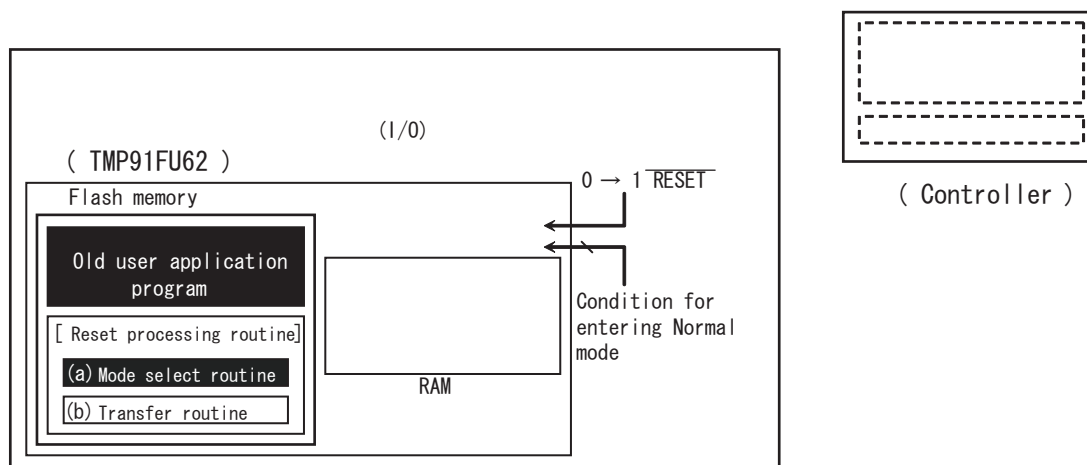 (I/O)
( TMP91FU62 )
0 → 1 RESET
Flash memory
( Controller )
Old user application
program
Condition for
entering Normal
mode
[ Reset processing routine]
(a) Mode select routine
RAM
(b) Transfer routine